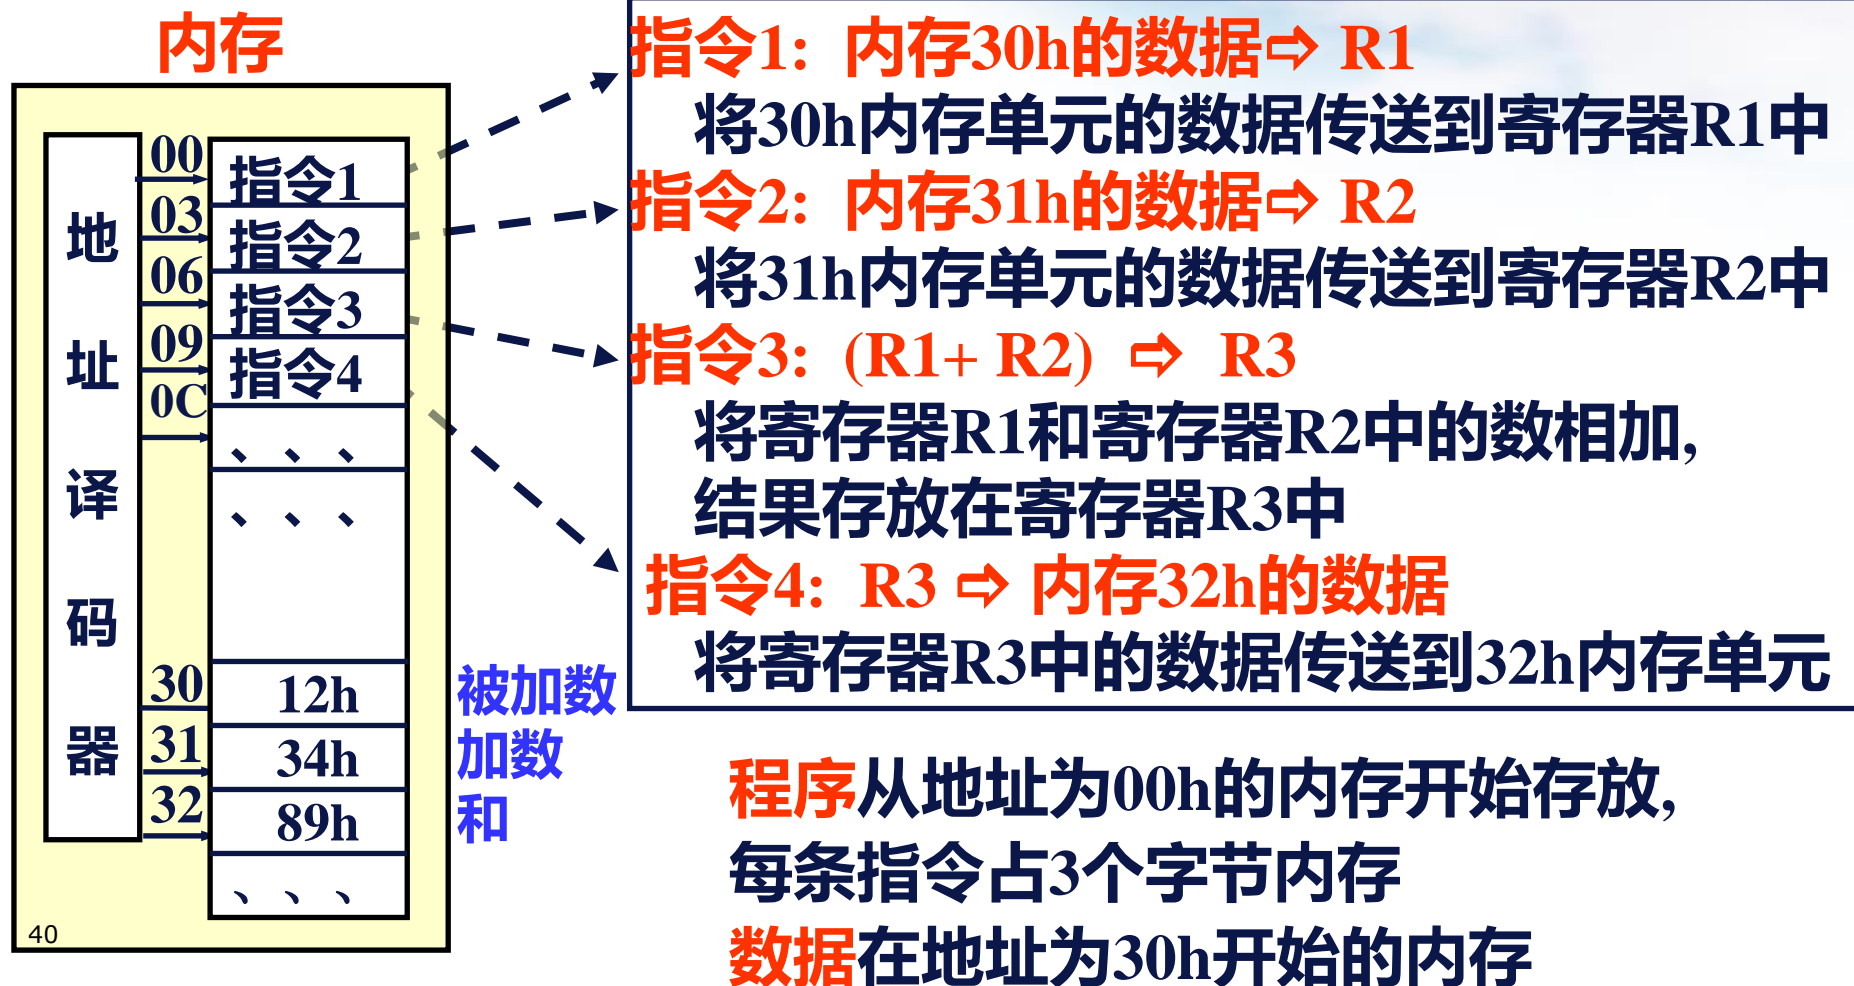 内存
地址译码器
00
指令1
03
指令2
06
指令3
09
指令4
0C
、、、
、、、
30
12h
被加数
31
34h
加数
32
89h
和
、、、
40
指令1: 内存30h的数据⇨ R1
将30h内存单元的数据传送到寄存器R1中
指令2: 内存31h的数据⇨ R2
将31h内存单元的数据传送到寄存器R2中
指令3: (R1+ R2) ⇨ R3
将寄存器R1和寄存器R2中的数相加,
结果存放在寄存器R3中
指令4: R3 ⇨ 内存32h的数据
将寄存器R3中的数据传送到32h内存单元
程序从地址为00h的内存开始存放,
每条指令占3个字节内存
数据在地址为30h开始的内存